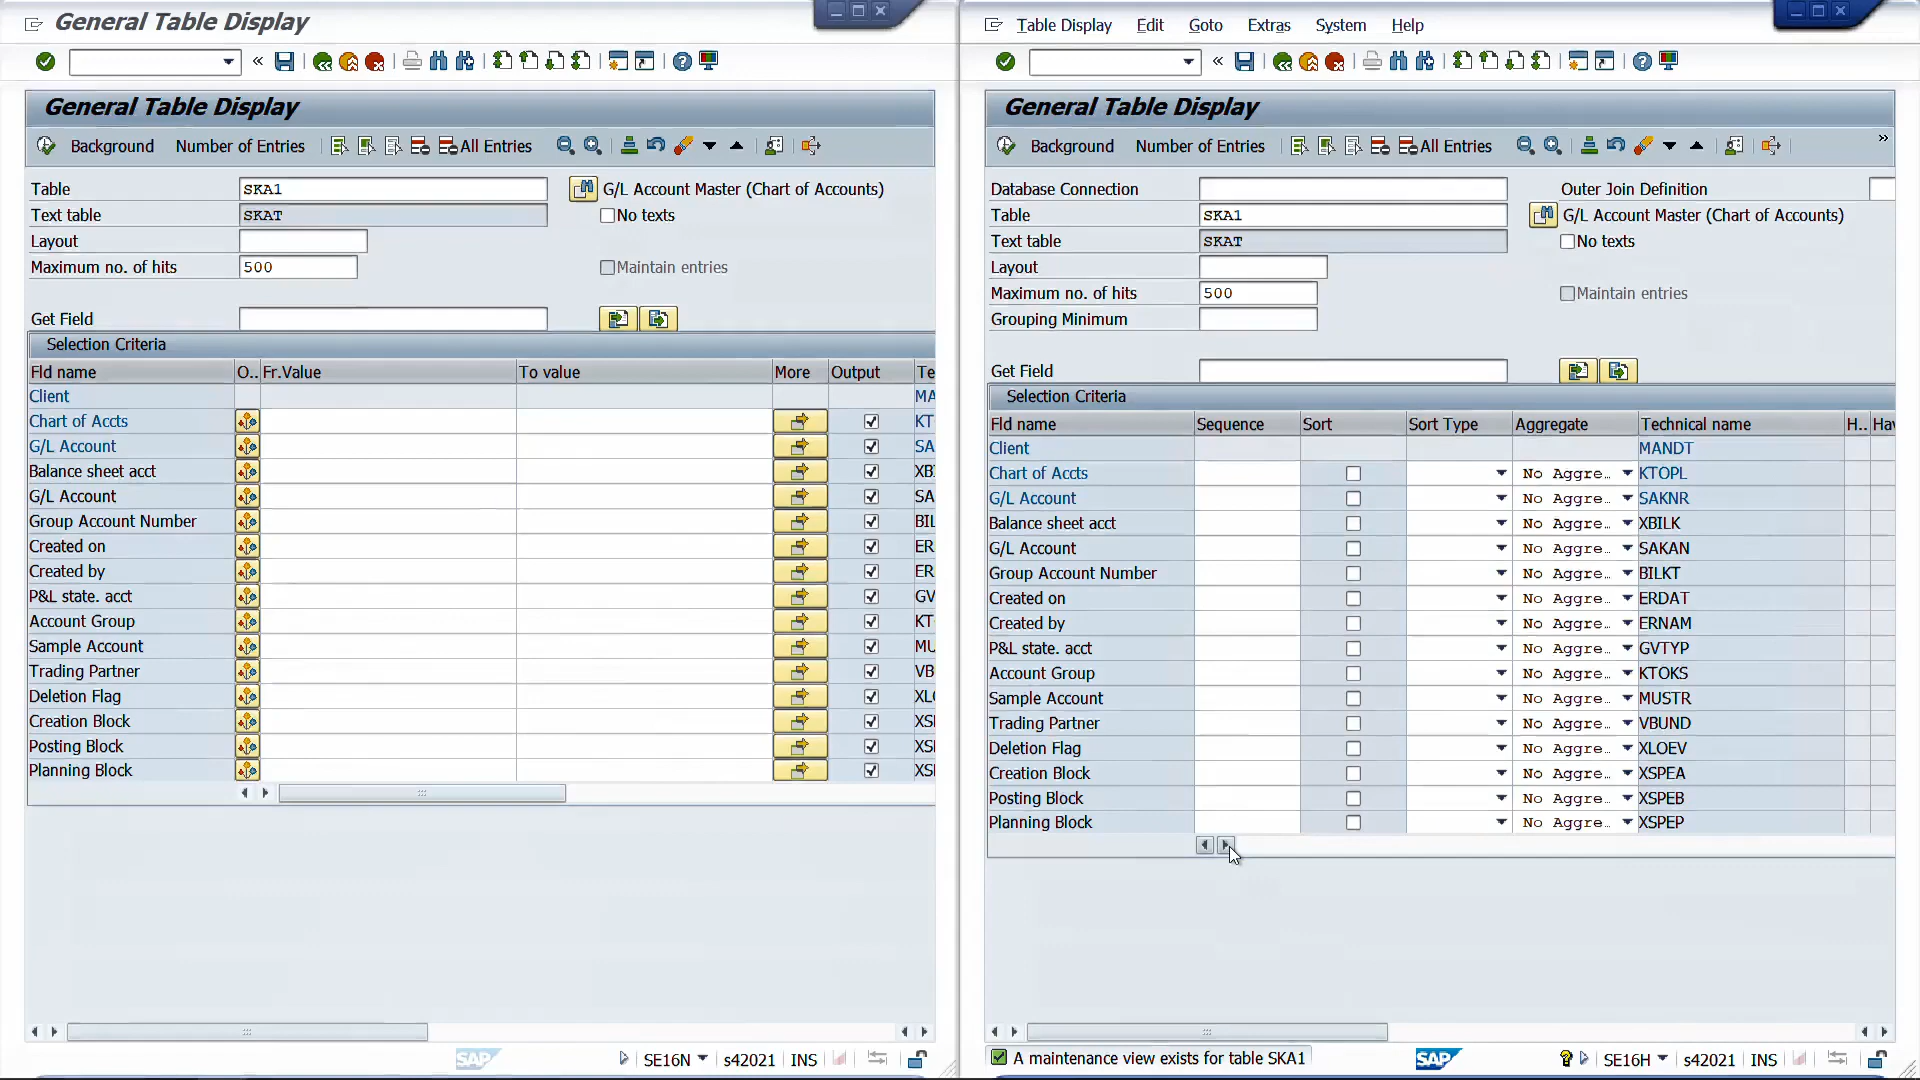 General Table Display
General Table Display
Background Number of Entries All Entries
Table SKA1 G/L Account Master (Chart of Accounts)
Text table SKAT No texts
Layout
Maximum no. of hits 500 Maintain entries
Get Field
Selection Criteria
Fld name O.. Fr.Value To value More Output Te
Client MA
Chart of Accts KT
G/L Account SA
Balance sheet acct XB
G/L Account SA
Group Account Number BIL
Created on ER
Created by ER
P&L state. acct GV
Account Group KT
Sample Account MU
Trading Partner VB
Deletion Flag XL
Creation Block XS
Posting Block XS
Planning Block XS
SAP SE16N s42021 INS
Table Display Edit Goto Extras System Help
General Table Display
Background Number of Entries All Entries
Database Connection Outer Join Definition
Table SKA1 G/L Account Master (Chart of Accounts)
Text table SKAT No texts
Layout
Maximum no. of hits 500 Maintain entries
Grouping Minimum
Get Field
Selection Criteria
Fld name Sequence Sort Sort Type Aggregate Technical name H.. Hav
Client MANDT
Chart of Accts No Aggre… KTOPL
G/L Account No Aggre… SAKNR
Balance sheet acct No Aggre… XBILK
G/L Account No Aggre… SAKAN
Group Account Number No Aggre… BILKT
Created on No Aggre… ERDAT
Created by No Aggre… ERNAM
P&L state. acct No Aggre… GVTYP
Account Group No Aggre… KTOKS
Sample Account No Aggre… MUSTR
Trading Partner No Aggre… VBUND
Deletion Flag No Aggre… XLOEV
Creation Block No Aggre… XSPEA
Posting Block No Aggre… XSPEB
Planning Block No Aggre… XSPEP
A maintenance view exists for table SKA1 SAP SE16H s42021 INS